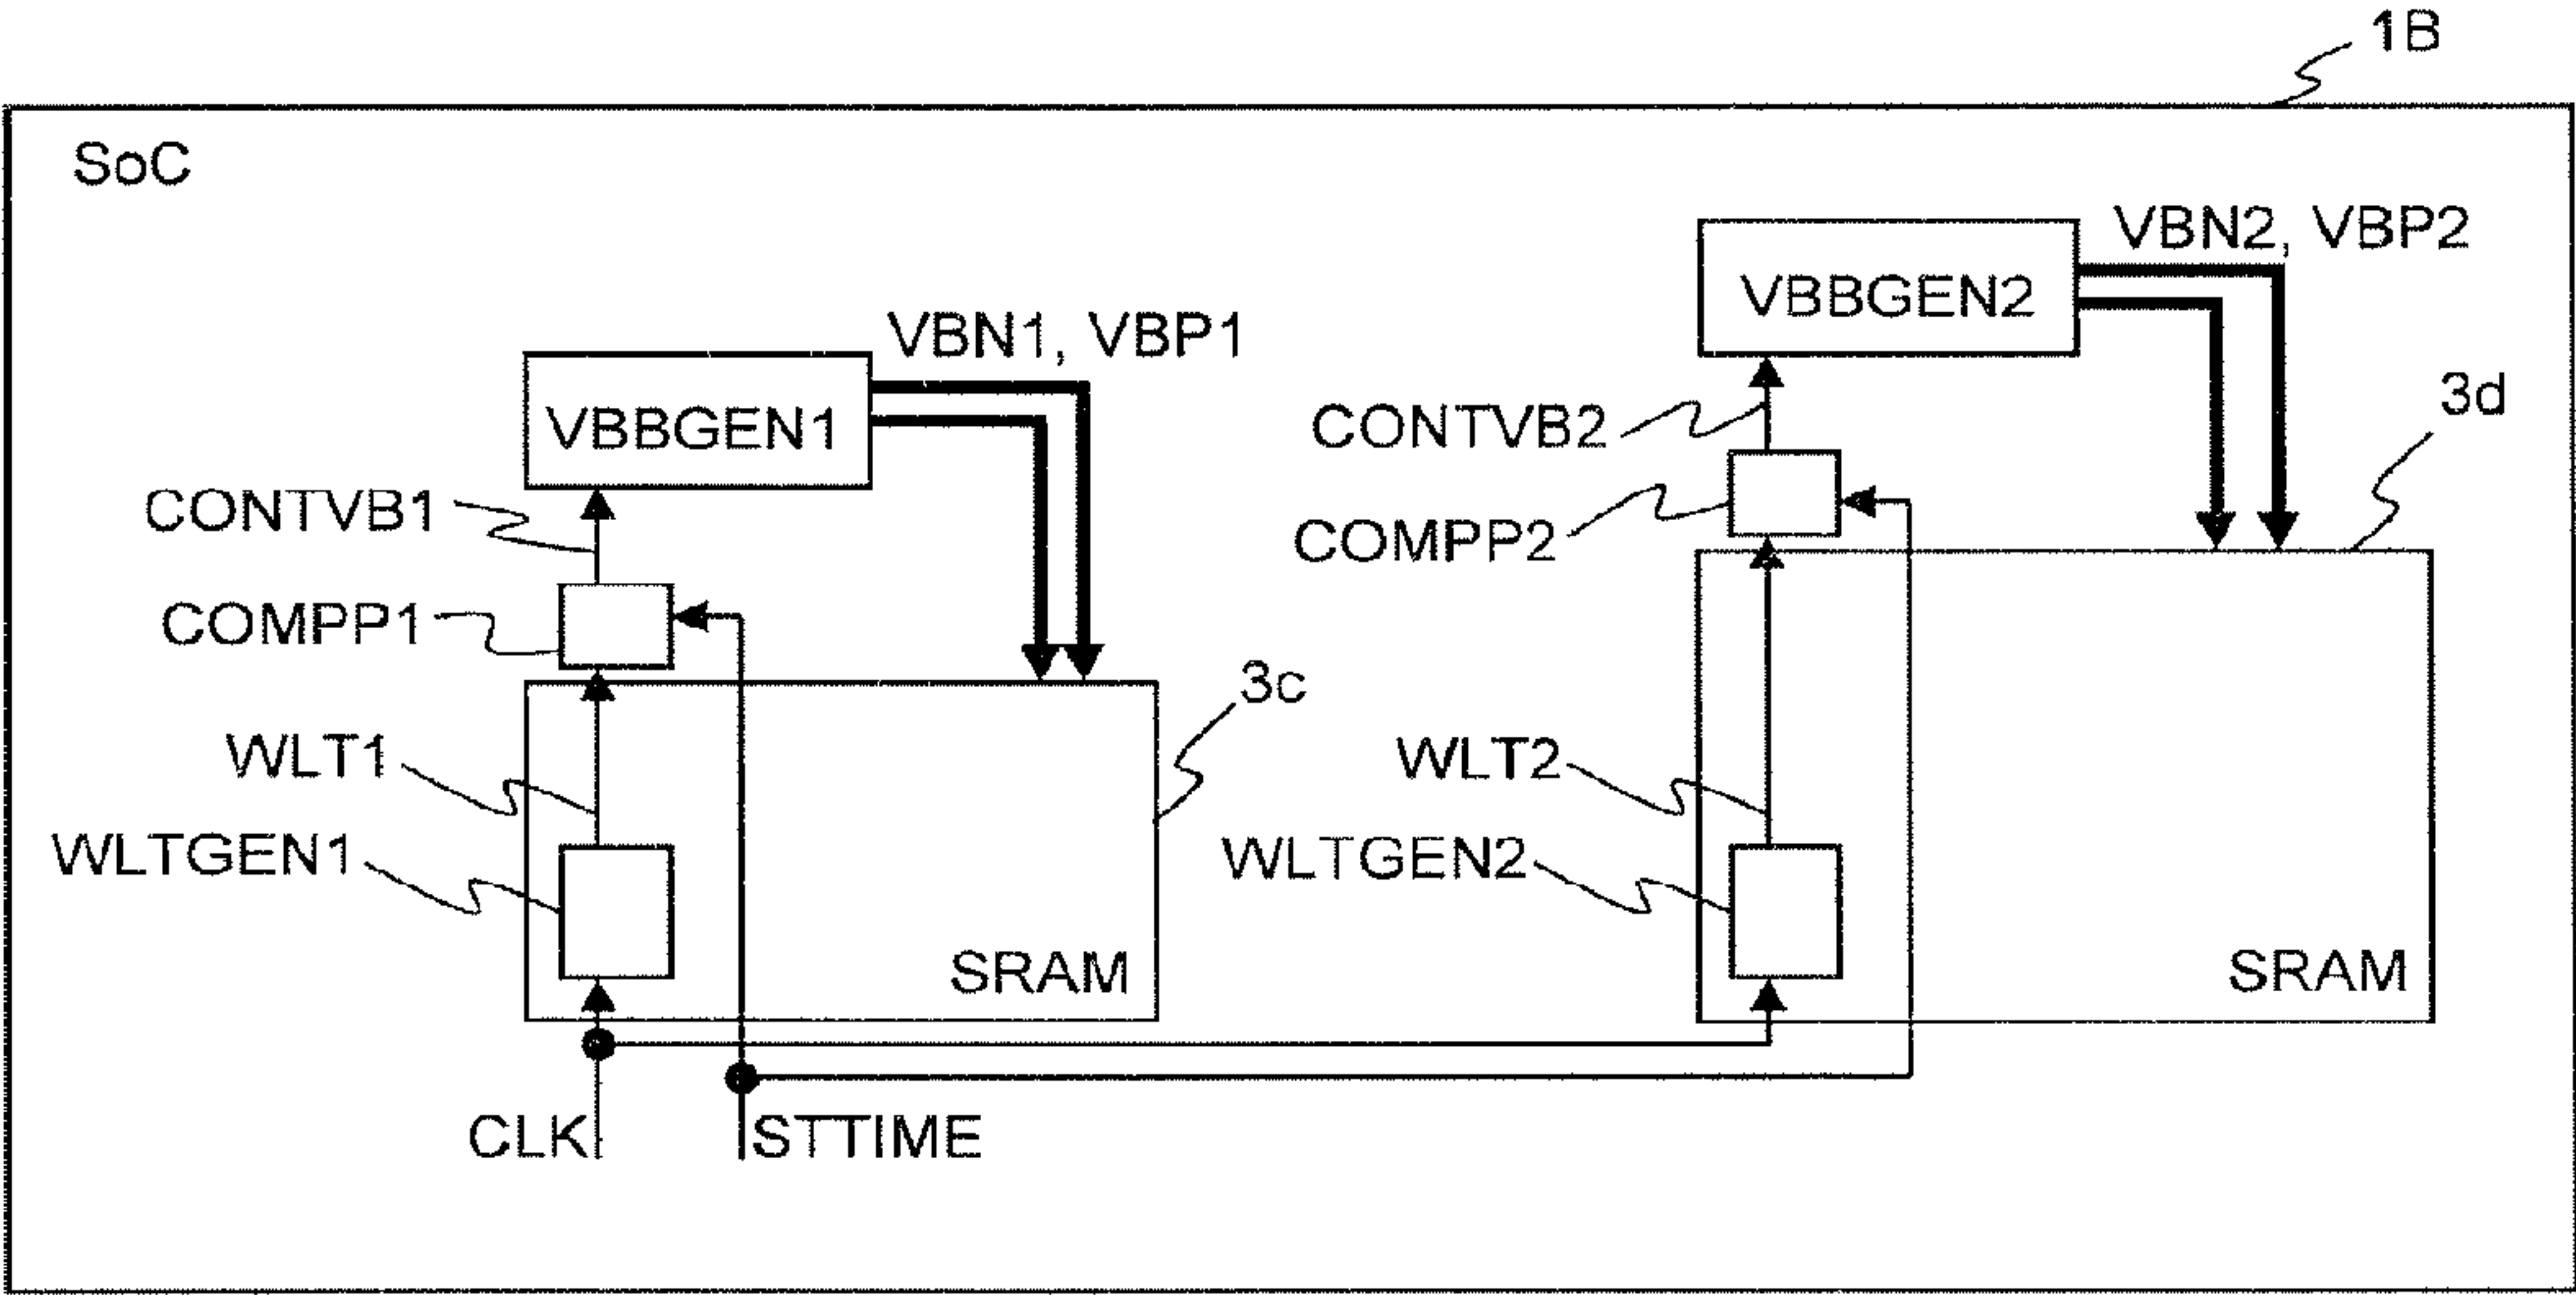 1B
SoC
VBN2, VBP2
VBBGEN2
VBN1, VBP1
VBBGEN1
CONTVB2
3d
CONTVB1
COMPP2
COMPP1
3c
WLT1
WLT2
WLTGEN1
WLTGEN2
SRAM
SRAM
CLK
STTIME